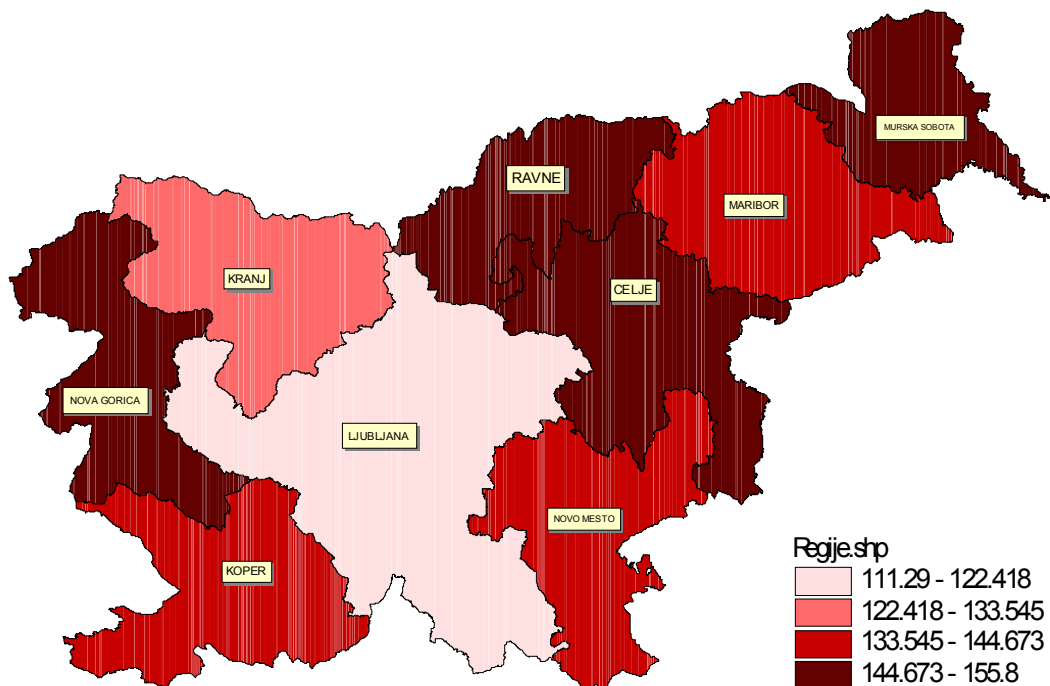 MURSKA SOBOTA
RAVNE
MARIBOR
KRANJ
CELJE
NOVA GORICA
LJUBLJANA
NOVO MESTO
KOPER
Regije.shp
111.29 - 122.418
122.418 - 133.545
133.545 - 144.673
144.673 - 155.8